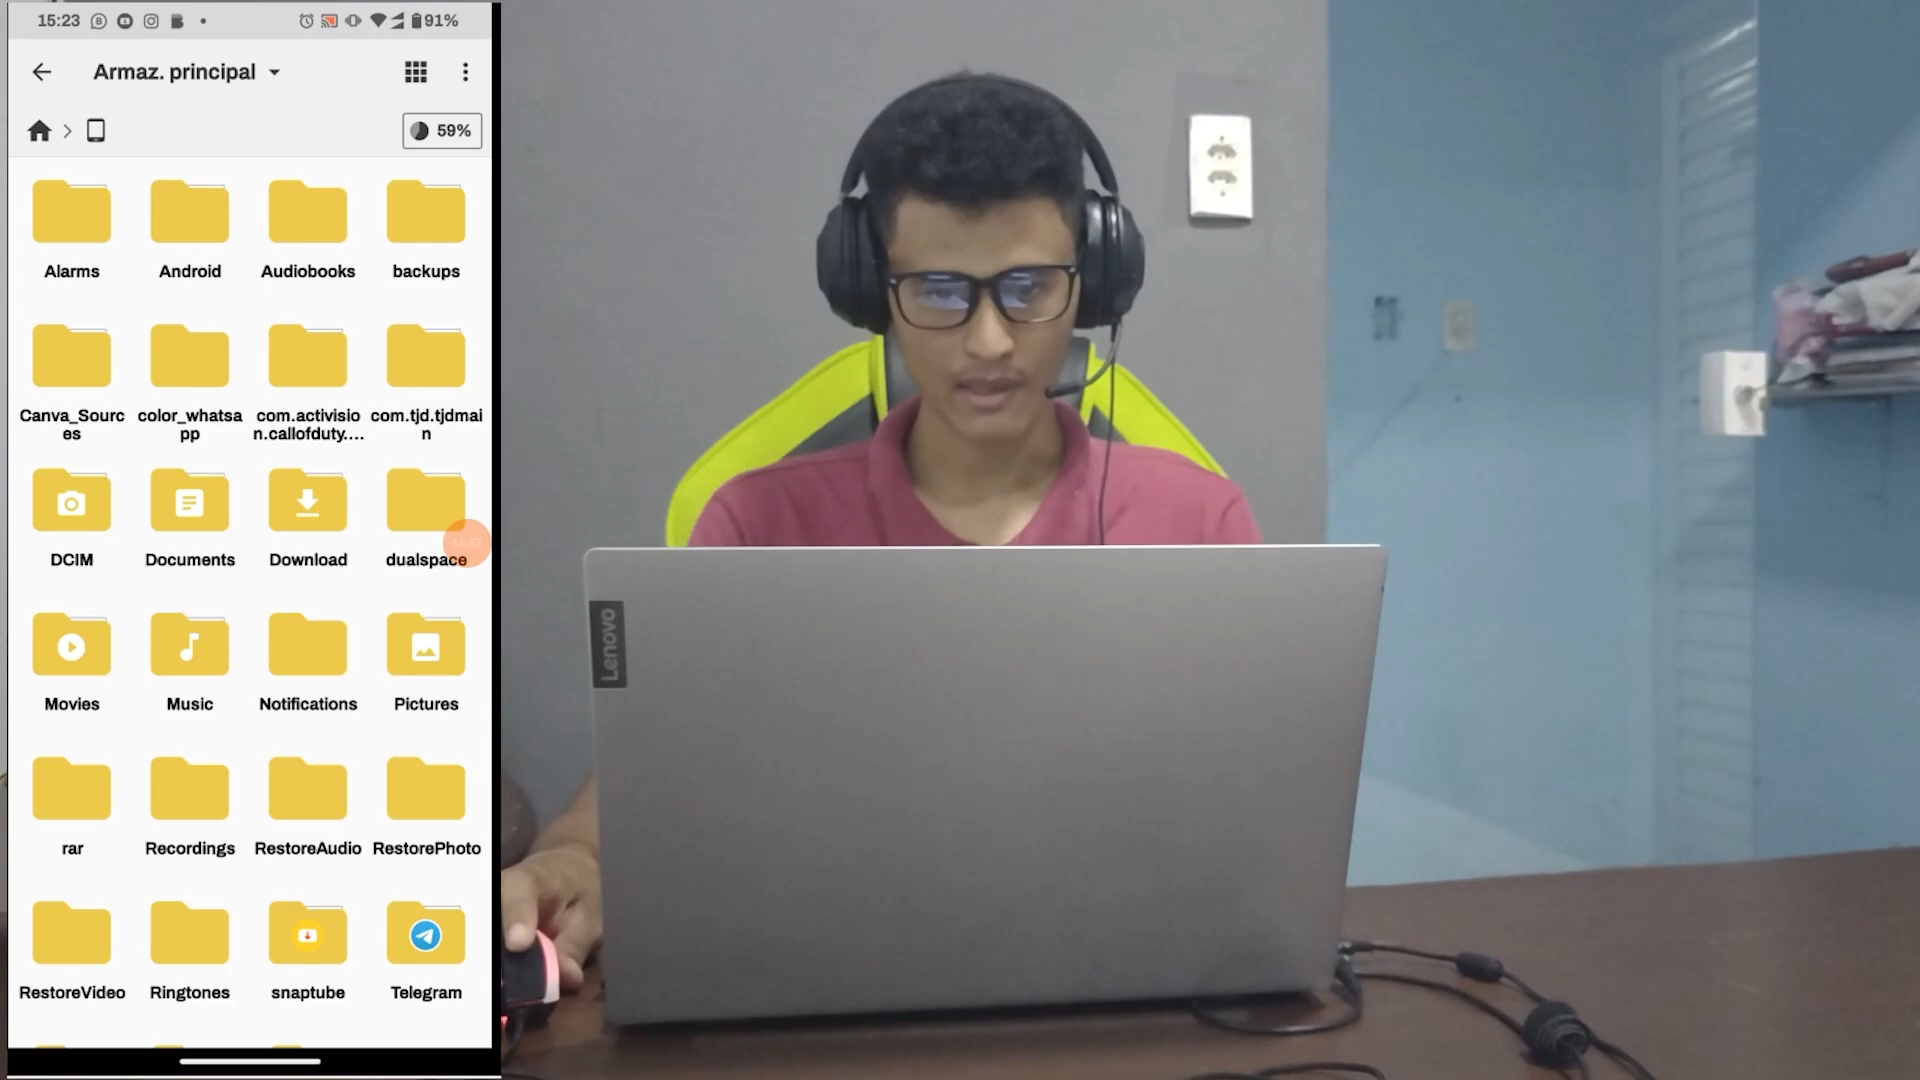 15:23
91%
Armaz. principal
59%
Alarms
Android
Audiobooks
backups
Canva_Sourc
es
color_whatsa
pp
com.activisio
n.callofduty....
com.tjd.tjdmai
n
DCIM
Documents
Download
dualspace
Movies
Music
Notifications
Pictures
rar
Recordings
RestoreAudio
RestorePhoto
RestoreVideo
Ringtones
snaptube
Telegram
Lenovo